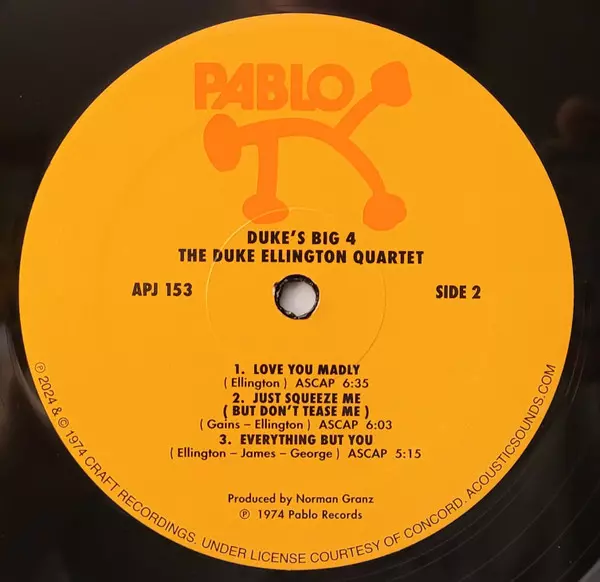 PABLO
DUKE'S BIG 4
THE DUKE ELLINGTON QUARTET
APJ 153
SIDE 2
1. LOVE YOU MADLY
( Ellington ) ASCAP 6:35
2. JUST SQUEEZE ME
( BUT DON'T TEASE ME )
( Gains – Ellington ) ASCAP 6:03
3. EVERYTHING BUT YOU
( Ellington – James – George ) ASCAP 5:15
Produced by Norman Granz
℗ 1974 Pablo Records
℗ 2024 & © 1974 CRAFT RECORDINGS. UNDER LICENSE COURTESY OF CONCORD. ACOUSTICSOUNDS.COM